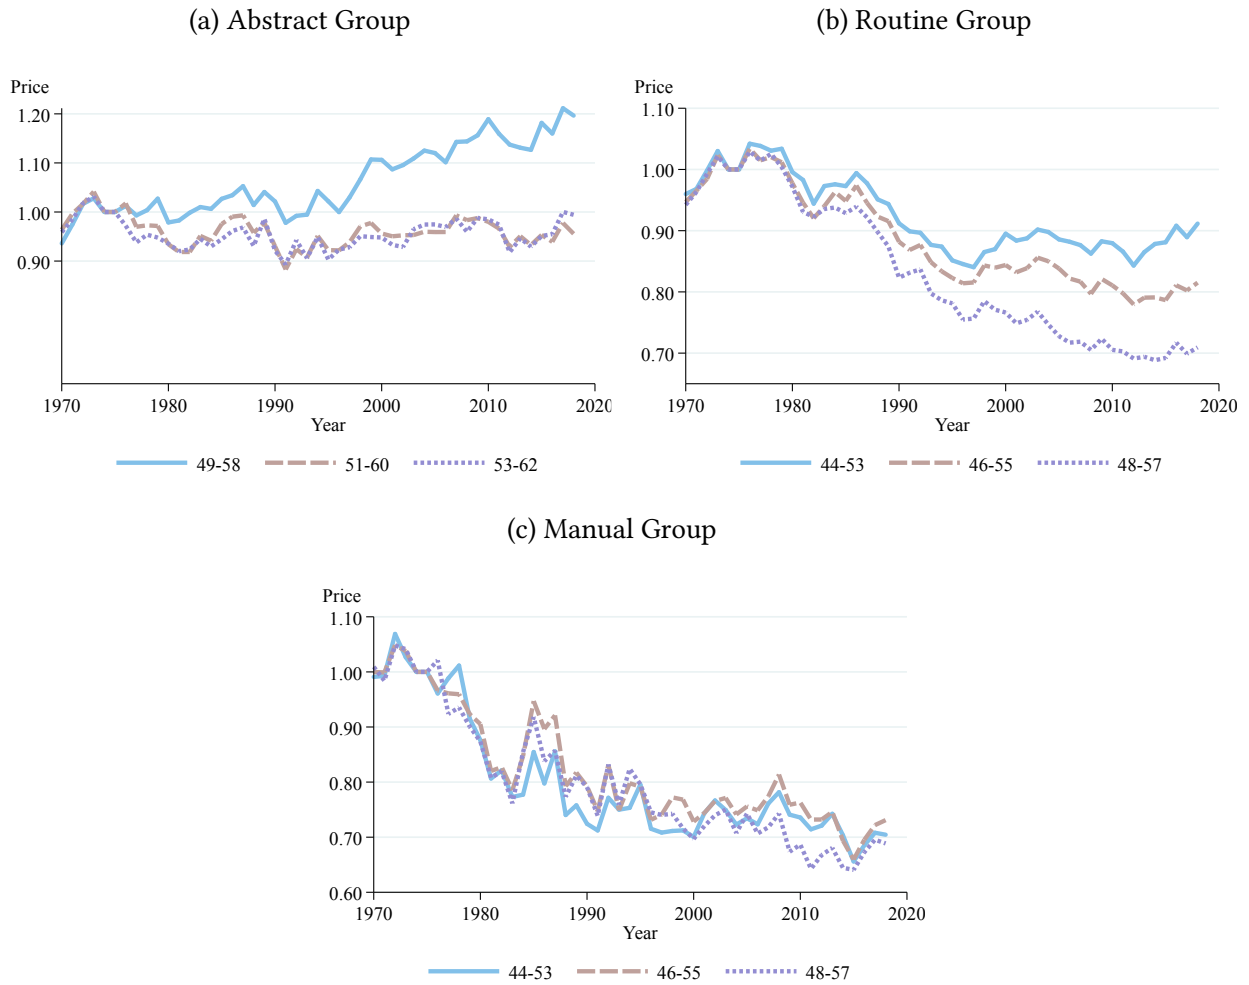 (a) Abstract Group
Price
1.20
1.10
1.00
0.90
1970 1980 1990 2000 2010 2020
Year
49-58 51-60 53-62
(b) Routine Group
Price
1.10
1.00
0.90
0.80
0.70
1970 1980 1990 2000 2010 2020
Year
44-53 46-55 48-57
(c) Manual Group
Price
1.10
1.00
0.90
0.80
0.70
0.60
1970 1980 1990 2000 2010 2020
Year
44-53 46-55 48-57